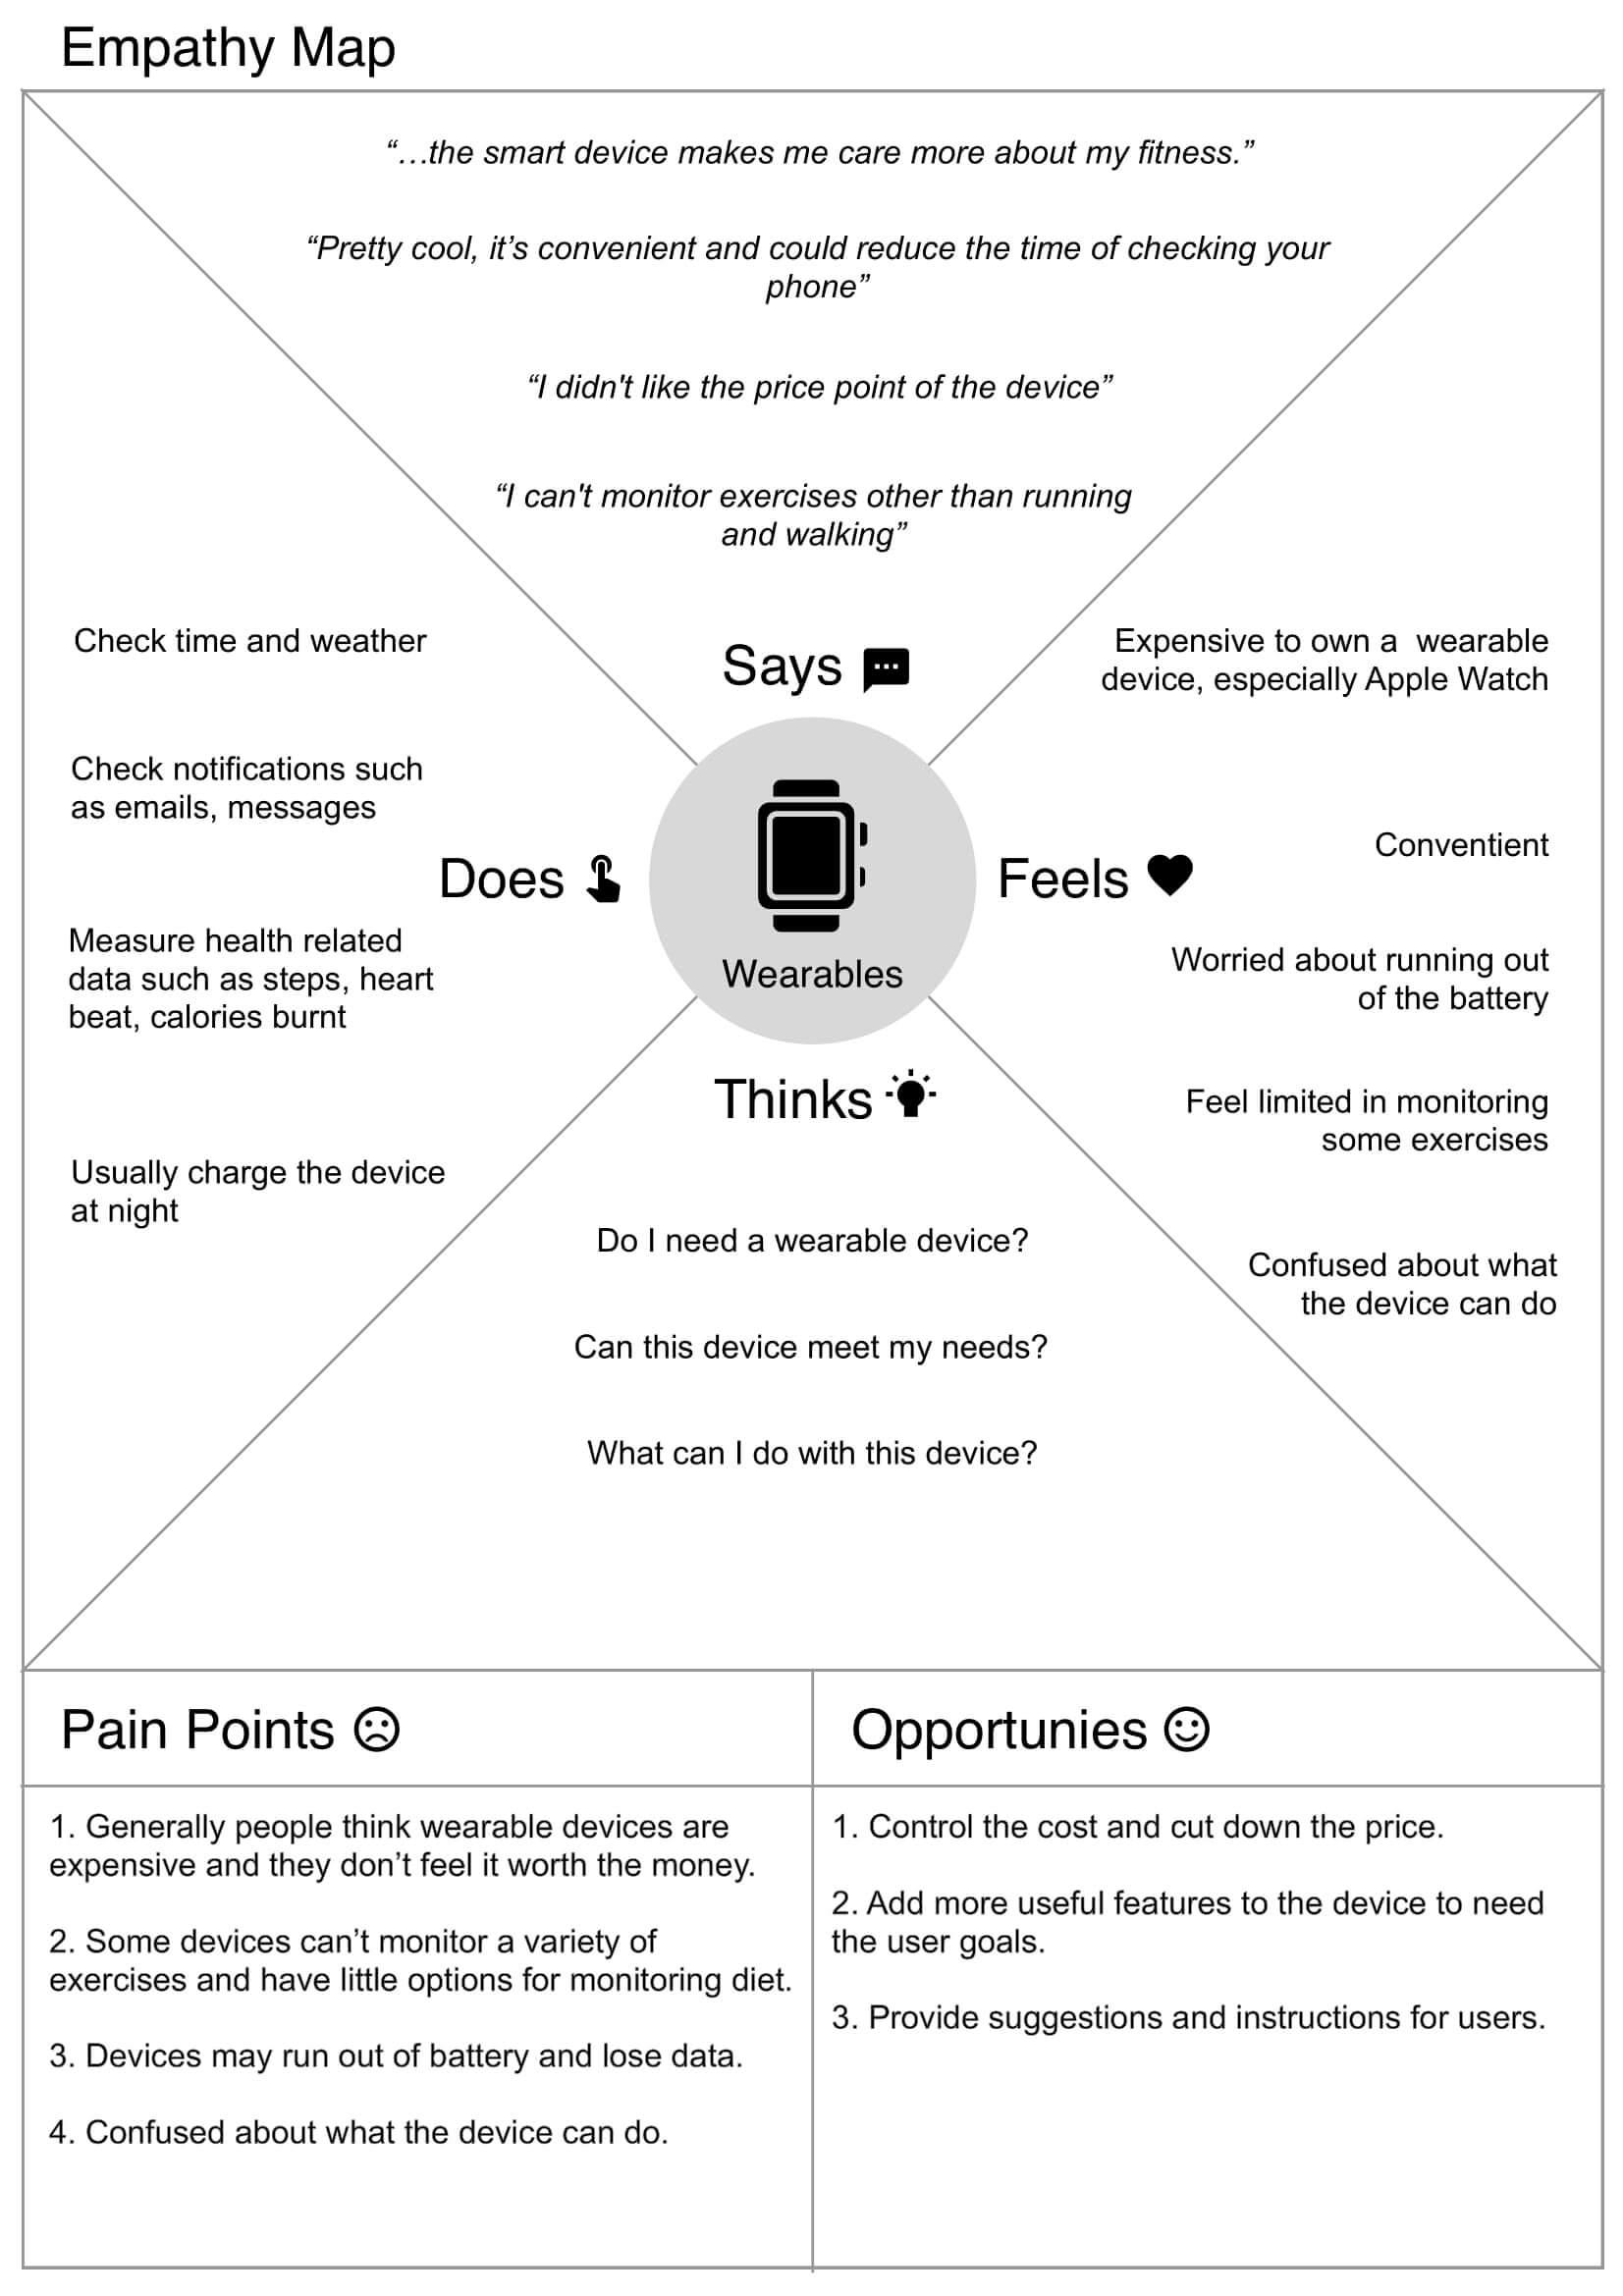 Empathy Map
“…the smart device makes me care more about my fitness.”
“Pretty cool, it’s convenient and could reduce the time of checking your
phone”
“I didn't like the price point of the device”
“I can't monitor exercises other than running
and walking”
Says
Check time and weather
Check notifications such
as emails, messages
Does
Measure health related
data such as steps, heart
beat, calories burnt
Usually charge the device
at night
Wearables
Expensive to own a  wearable
device, especially Apple Watch
Conventient
Feels
Worried about running out
of the battery
Feel limited in monitoring
some exercises
Confused about what
the device can do
Thinks
Do I need a wearable device?
Can this device meet my needs?
What can I do with this device?
Pain Points
1. Generally people think wearable devices are
expensive and they don’t feel it worth the money.
2. Some devices can’t monitor a variety of
exercises and have little options for monitoring diet.
3. Devices may run out of battery and lose data.
4. Confused about what the device can do.
Opportunies
1. Control the cost and cut down the price.
2. Add more useful features to the device to need
the user goals.
3. Provide suggestions and instructions for users.